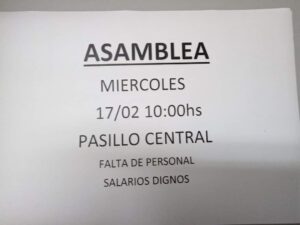 ASAMBLEA
MIERCOLES
17/02 10:00hs
PASILLO CENTRAL
FALTA DE PERSONAL
SALARIOS DIGNOS